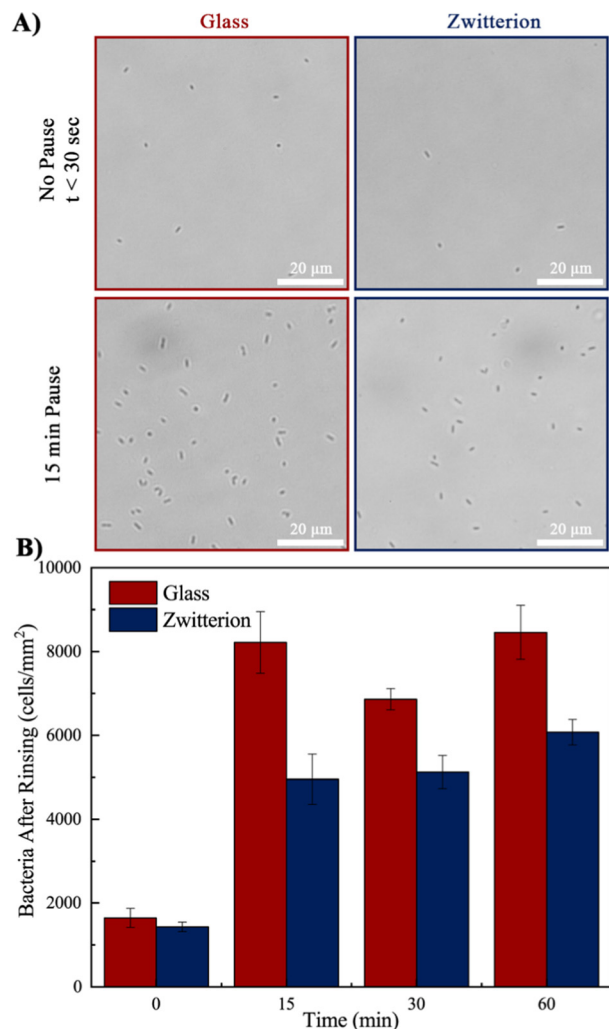 A)
Glass
Zwitterion
No Pause
t < 30 sec
20 μm
20 μm
15 min Pause
20 μm
20 μm
B)
10000
8000
6000
4000
2000
0
Bacteria After Rinsing (cells/mm²)
Glass
Zwitterion
0
15
30
60
Time (min)